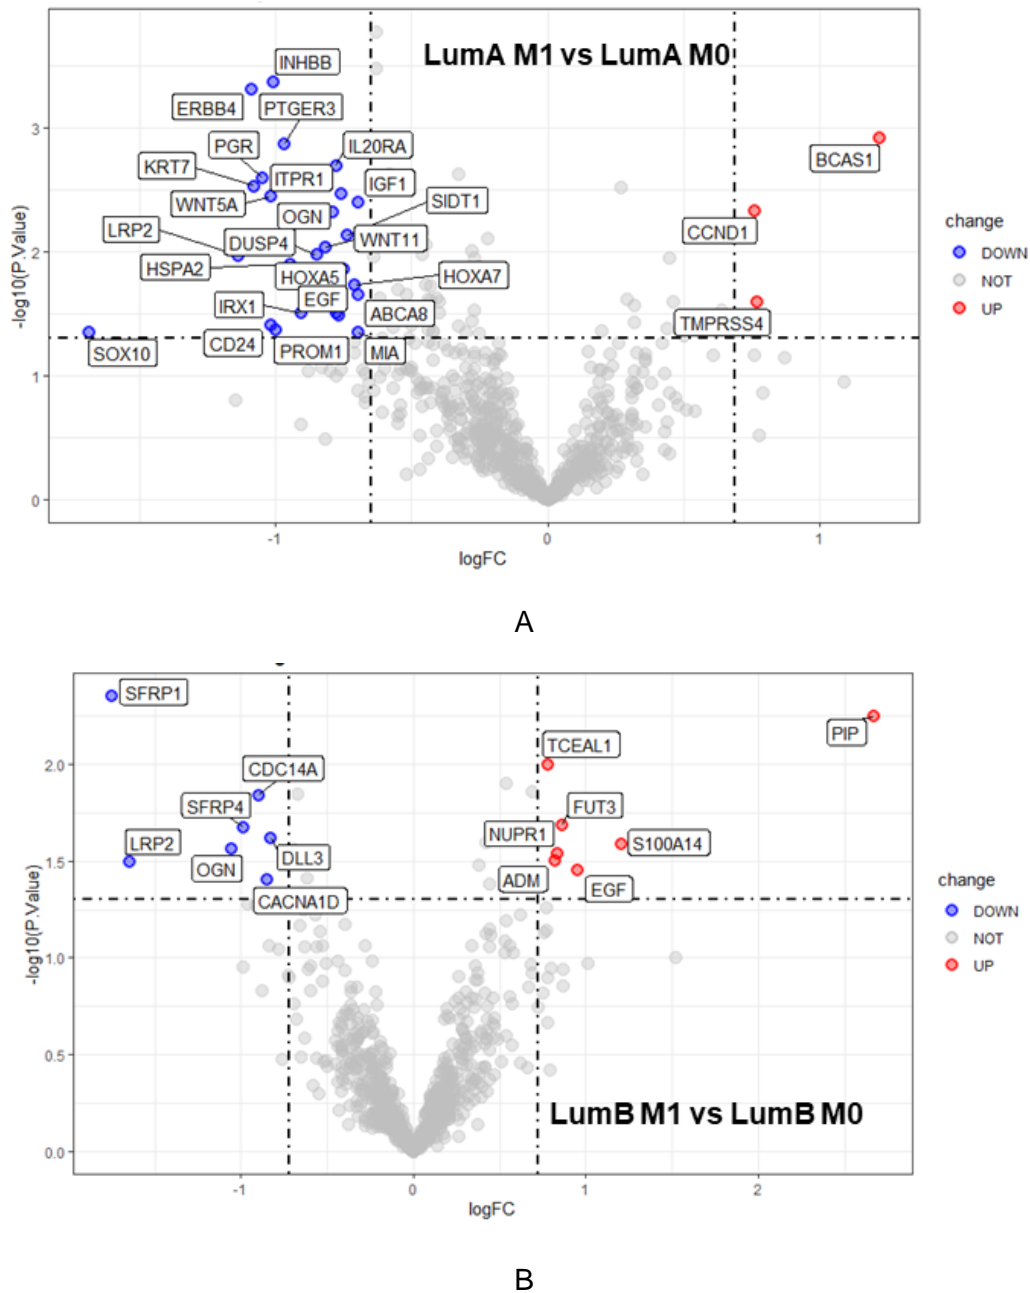 LumA M1 vs LumA M0
INHBB
ERBB4
PTGER3
PGR
IL20RA
KRT7
ITPR1
IGF1
WNT5A
SIDT1
OGN
LRP2
DUSP4
WNT11
HSPA2
HOXA5
HOXA7
EGF
IRX1
ABCA8
CD24
PROM1
MIA
SOX10
BCAS1
CCND1
TMPRSS4
3
2
1
0
-log10(P.Value)
-1
0
1
logFC
change
DOWN
NOT
UP
A
SFRP1
CDC14A
SFRP4
LRP2
OGN
DLL3
CACNA1D
PIP
TCEAL1
FUT3
NUPR1
S100A14
ADM
EGF
2.0
1.5
1.0
0.5
0.0
-log10(P.Value)
LumB M1 vs LumB M0
-1
0
1
2
logFC
change
DOWN
NOT
UP
B